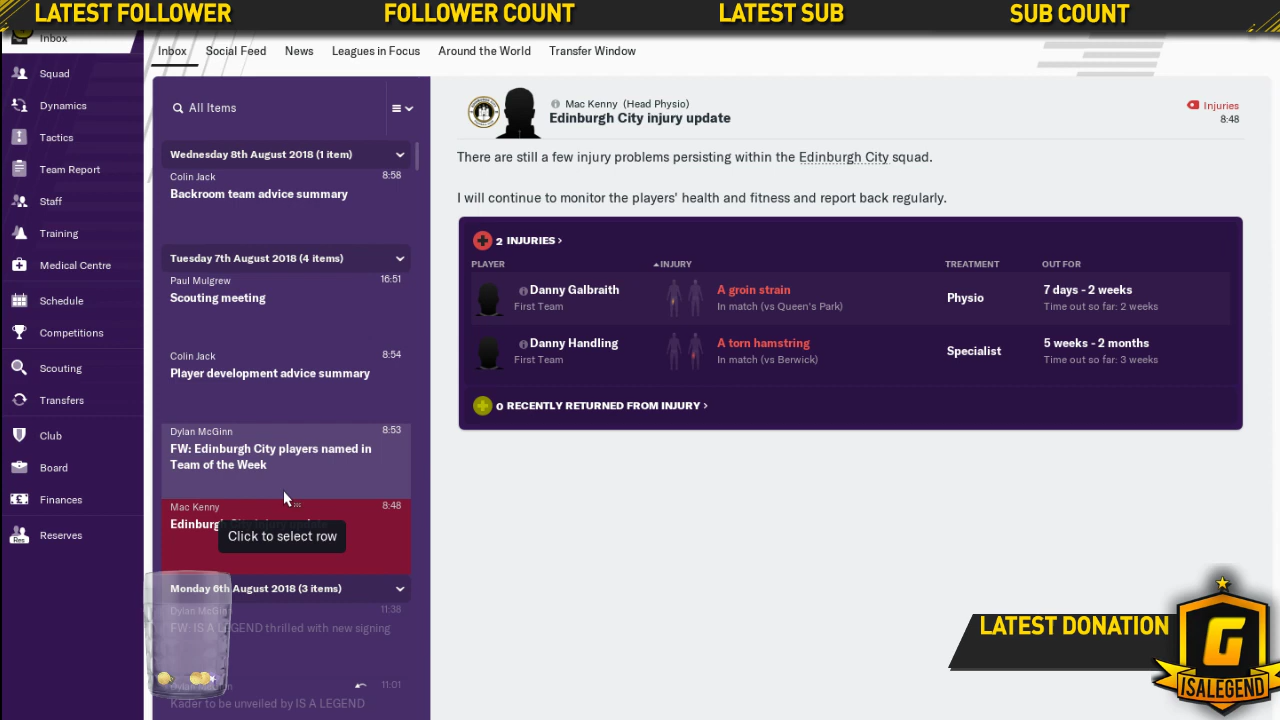 LATEST FOLLOWER
FOLLOWER COUNT
LATEST SUB
SUB COUNT
Inbox
Squad
Dynamics
Tactics
Team Report
Staff
Training
Medical Centre
Schedule
Competitions
Scouting
Transfers
Club
Board
Finances
Res
Reserves
Inbox
Social Feed
News
Leagues in Focus
Around the World
Transfer Window
All Items
Wednesday 8th August 2018 (1 item)
Colin Jack 8:58
Backroom team advice summary
Tuesday 7th August 2018 (4 items)
Paul Mulgrew 16:51
Scouting meeting
Colin Jack 8:54
Player development advice summary
Dylan McGinn 8:53
FW: Edinburgh City players named in
Team of the Week
Mac Kenny 8:48
Click to select row
Monday 6th August 2018 (3 items)
Dylan McGinn 11:38
FW: IS A LEGEND thrilled with new signing
11:01
Kader to be unveiled by IS A LEGEND
Mac Kenny (Head Physio)
Edinburgh City injury update
Injuries
8:48
There are still a few injury problems persisting within the Edinburgh City squad.
I will continue to monitor the players' health and fitness and report back regularly.
2 INJURIES >
PLAYER INJURY TREATMENT OUT FOR
Danny Galbraith A groin strain Physio 7 days - 2 weeks
First Team In match (vs Queen's Park) Time out so far: 2 weeks
Danny Handling A torn hamstring Specialist 5 weeks - 2 months
First Team In match (vs Berwick) Time out so far: 3 weeks
0 RECENTLY RETURNED FROM INJURY >
LATEST DONATION
G
ISALEGEND